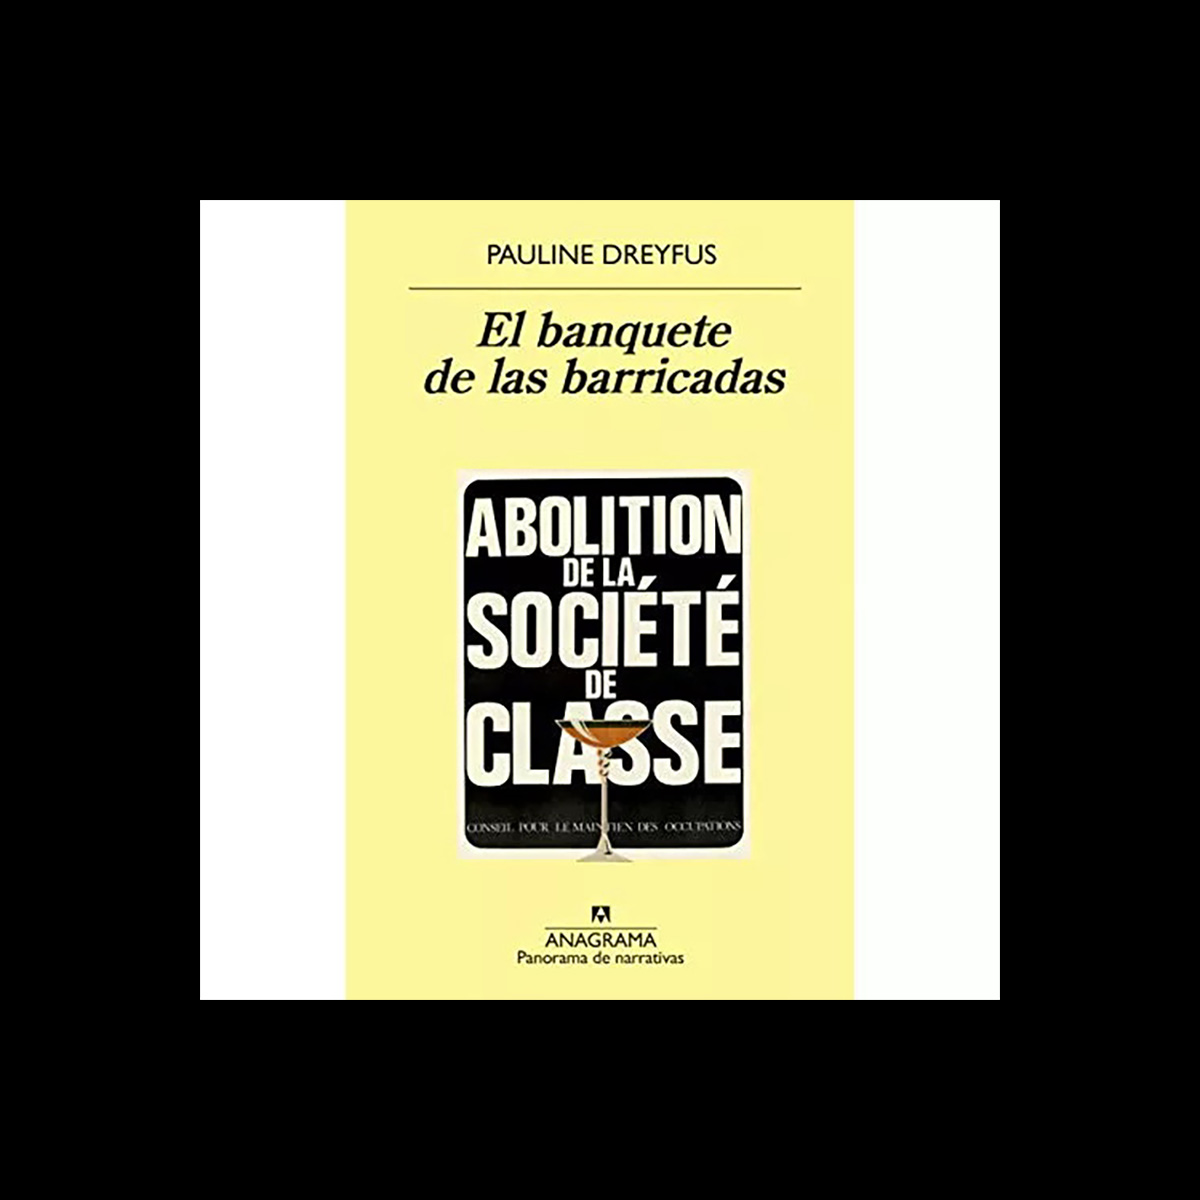 PAULINE DREYFUS
El banquete
de las barricadas
ABOLITION
DE LA
SOCIÉTÉ
DE
CLASSE
CONSEIL POUR LE MAINTIEN DES OCCUPATIONS
A
ANAGRAMA
Panorama de narrativas